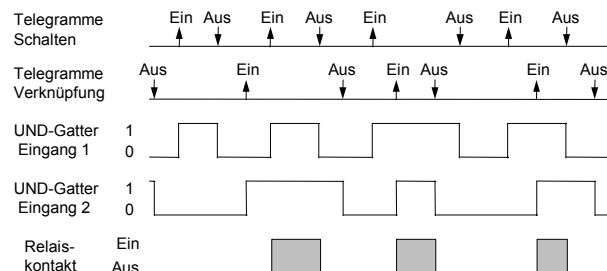 Telegramme Schalten Ein Aus Ein Aus Ein Aus Ein Aus
Telegramme Verknüpfung Aus Ein Aus Ein Aus Ein Aus
UND-Gatter 1
Eingang 1 0
UND-Gatter 1
Eingang 2 0
Relais- Ein
kontakt Aus